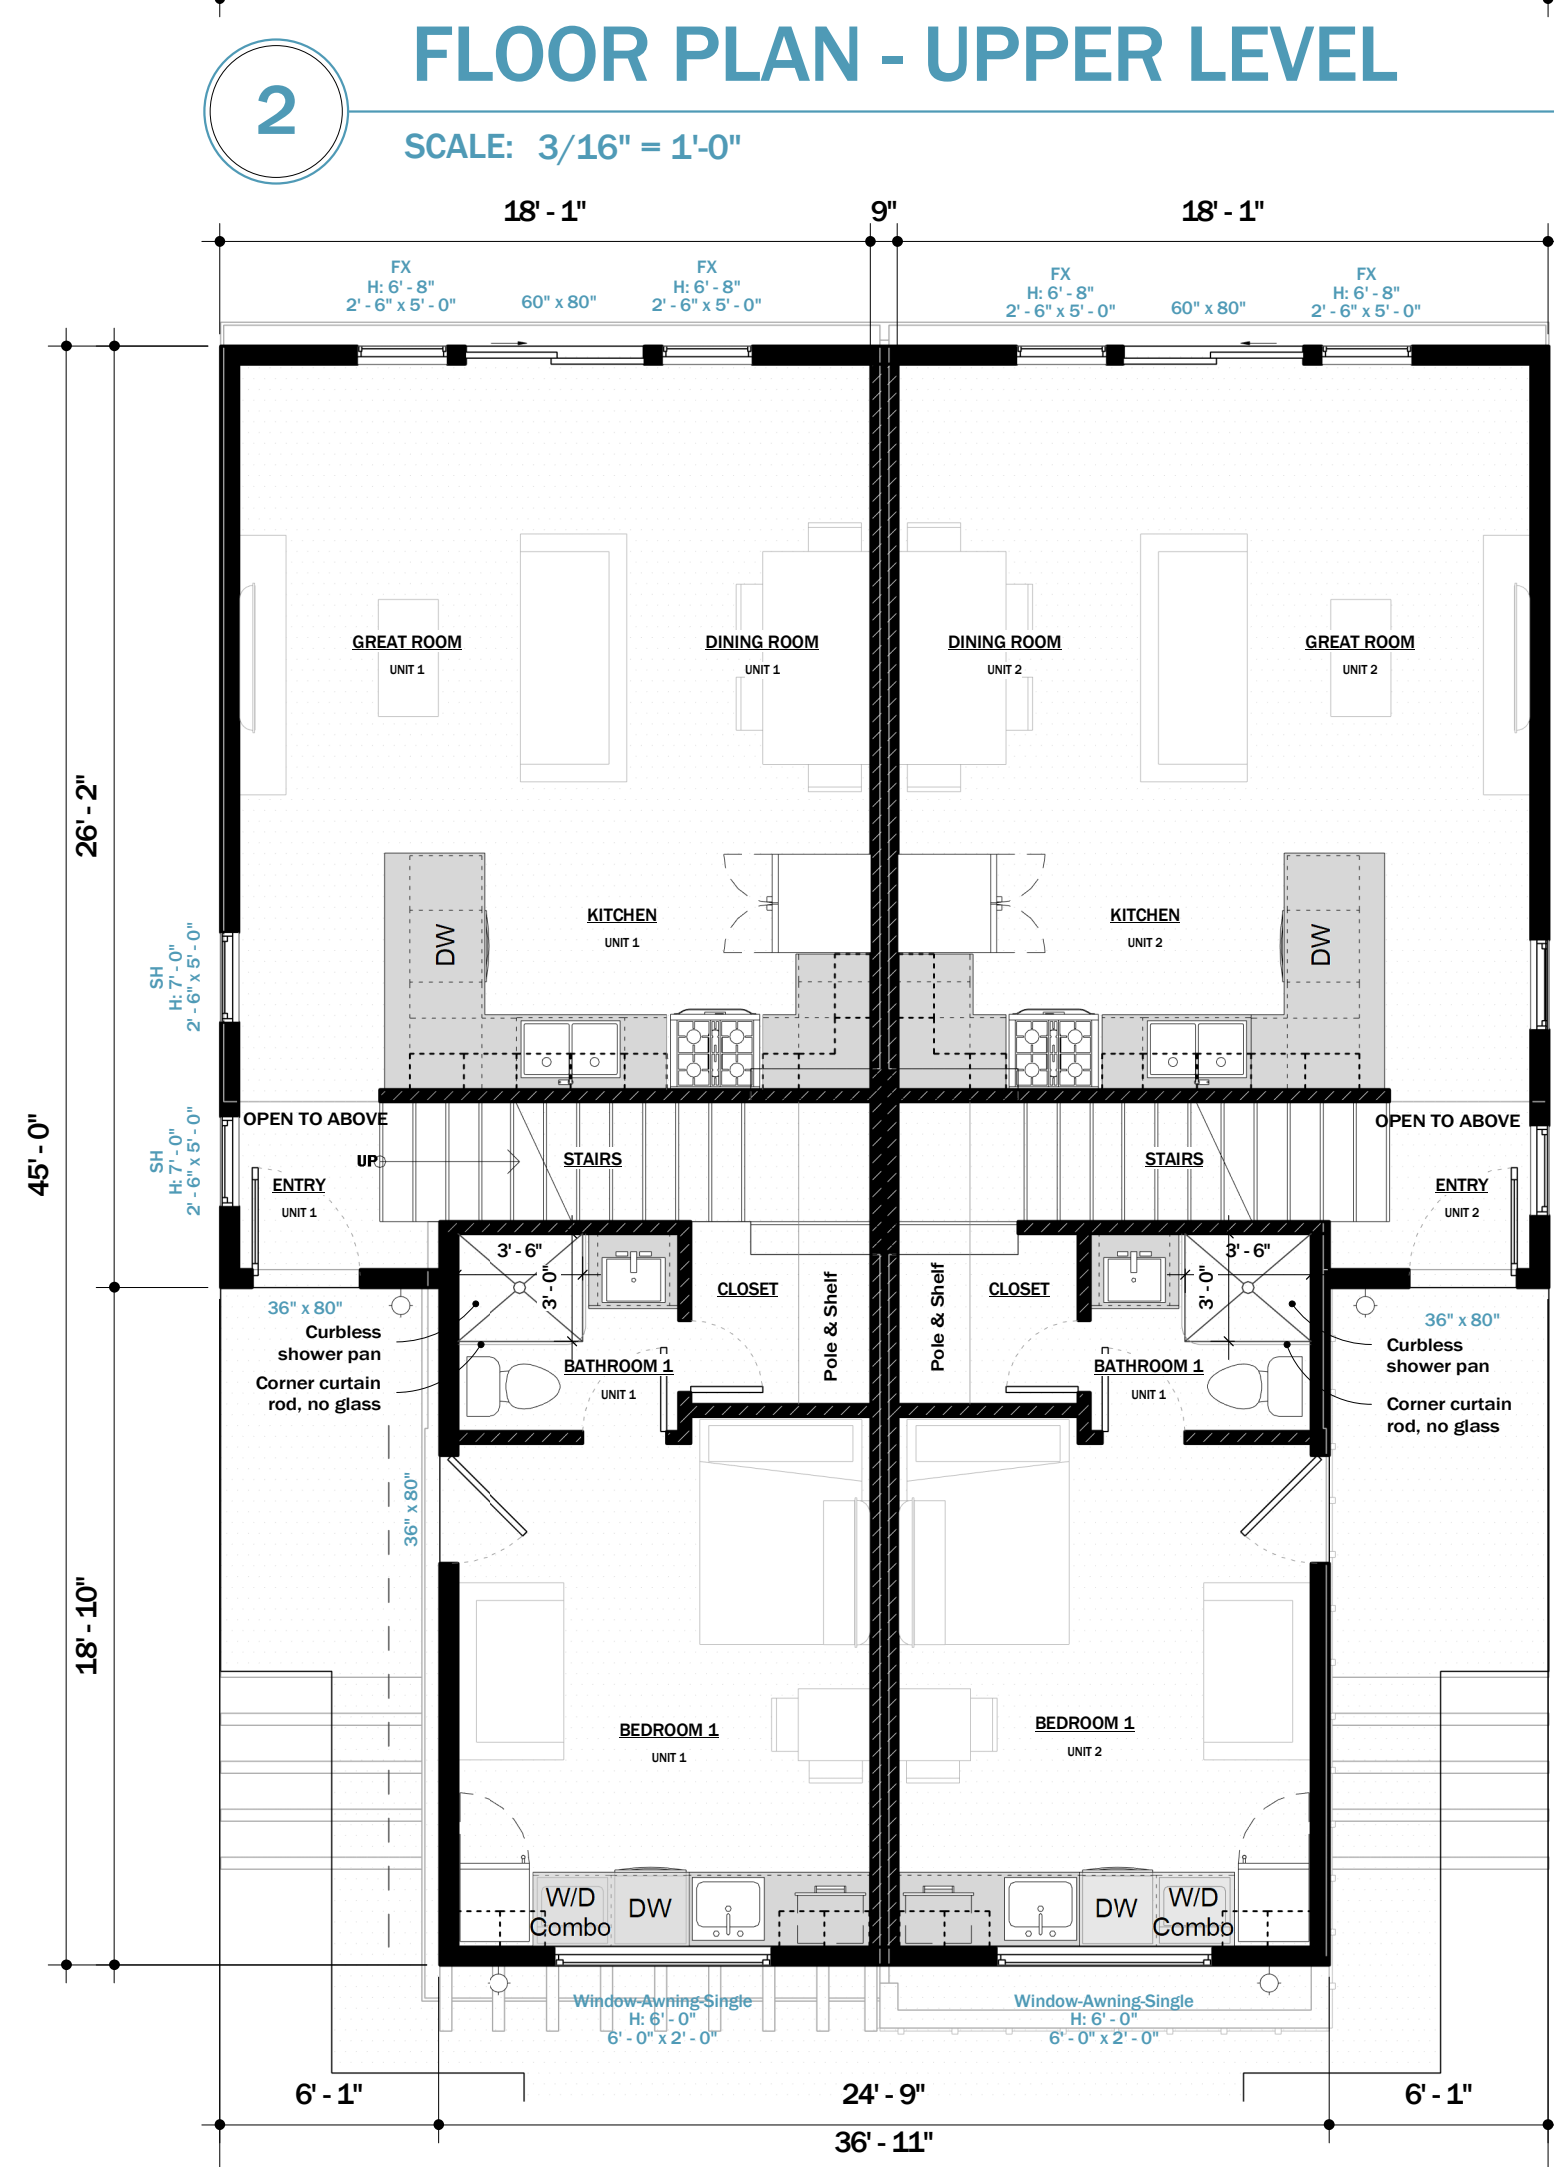 FLOOR PLAN - UPPER LEVEL
2
SCALE: 3/16" = 1'-0"
18' - 1"
9"
18' - 1"
FX
H: 6' - 8"
2' - 6" x 5' - 0"
60" x 80"
FX
H: 6' - 8"
2' - 6" x 5' - 0"
FX
H: 6' - 8"
2' - 6" x 5' - 0"
60" x 80"
FX
H: 6' - 8"
2' - 6" x 5' - 0"
GREAT ROOM
UNIT 1
DINING ROOM
UNIT 1
DINING ROOM
UNIT 2
GREAT ROOM
UNIT 2
26' - 2"
45' - 0"
18' - 10"
KITCHEN
UNIT 1
DW
KITCHEN
UNIT 2
DW
SH
H: 7' - 0"
2' - 6" x 5' - 0"
SH
H: 7' - 0"
2' - 6" x 5' - 0"
OPEN TO ABOVE
UP
STAIRS
ENTRY
UNIT 1
STAIRS
OPEN TO ABOVE
ENTRY
UNIT 2
3' - 6"
3' - 0"
CLOSET
Pole & Shelf
Pole & Shelf
CLOSET
3' - 6"
3' - 0"
36" x 80"
Curbless
shower pan
Corner curtain
rod, no glass
BATHROOM 1
UNIT 1
BATHROOM 1
UNIT 2
36" x 80"
Curbless
shower pan
Corner curtain
rod, no glass
36" x 80"
BEDROOM 1
UNIT 1
BEDROOM 1
UNIT 2
W/D
Combo
DW
DW
W/D
Combo
Window-Awning-Single
H: 6' - 0"
6' - 0" x 2' - 0"
Window-Awning-Single
H: 6' - 0"
6' - 0" x 2' - 0"
6' - 1"
24' - 9"
6' - 1"
36' - 11"